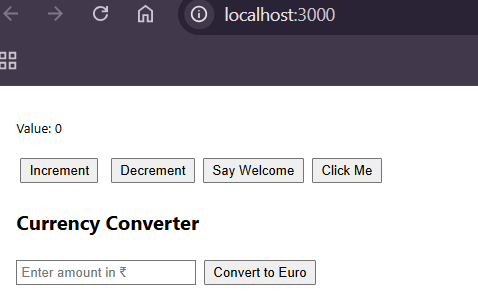 localhost:3000
Value: 0
Increment Decrement Say Welcome Click Me
Currency Converter
Enter amount in ₹ Convert to Euro